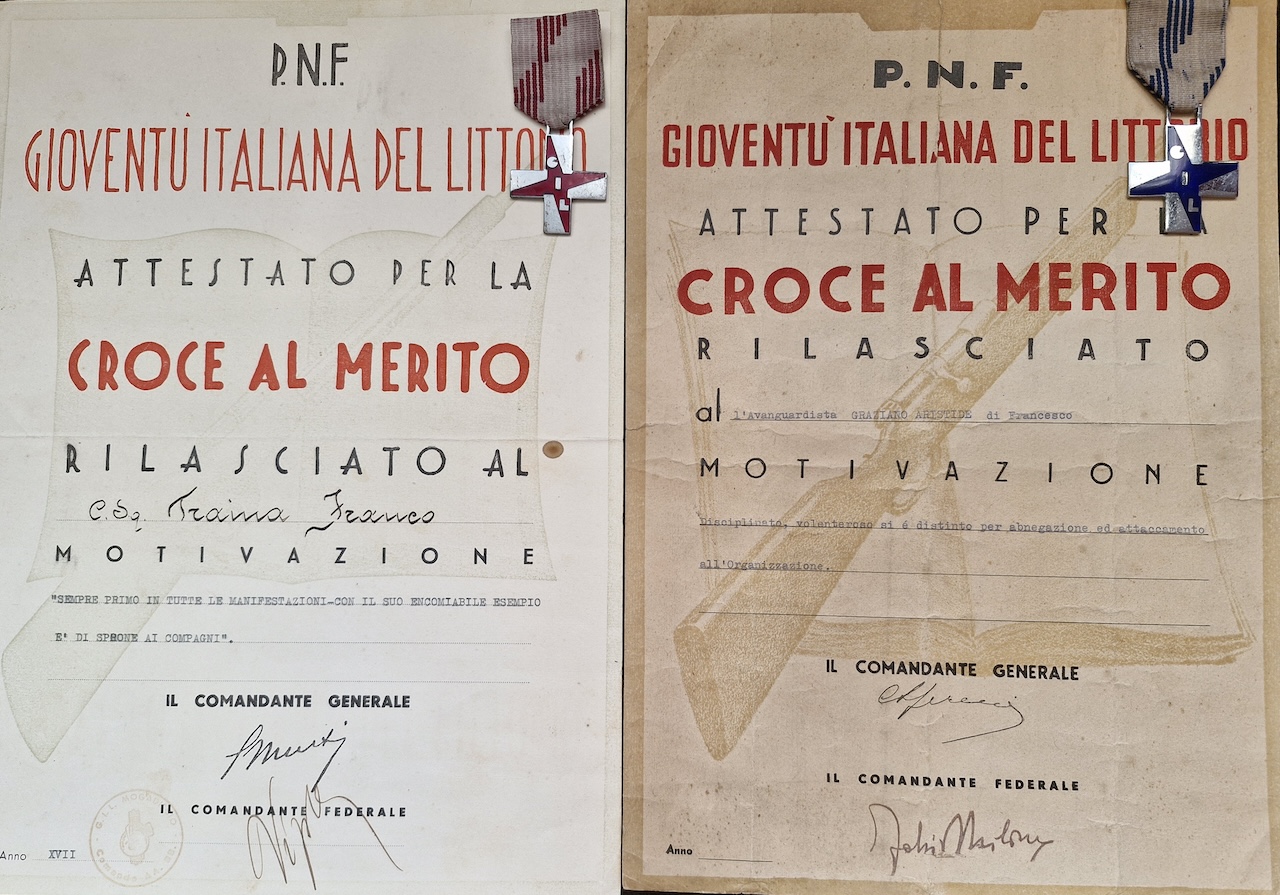 P.N.F.
GIOVENTÙ ITALIANA DEL LITTORIO
ATTESTATO PER LA
CROCE AL MERITO
RILASCIATO AL
C. Sq. Traina Franco
MOTIVAZIONE
"SEMPRE PRIMO IN TUTTE LE MANIFESTAZIONI-CON IL SUO ENCOMIABILE ESEMPIO
E' DI SPRONE AI COMPAGNI".
IL COMANDANTE GENERALE
IL COMANDANTE FEDERALE
Anno XVII
G.I.L.
P.N.F.
GIOVENTÙ ITALIANA DEL LITTORIO
ATTESTATO PER LA
CROCE AL MERITO
RILASCIATO
al l'Avanguardista GRAZIANO ARISTIDE di Francesco
MOTIVAZIONE
Disciplinato, volenteroso si é distinto per abnegazione ed attaccamento
all'Organizzazione.
IL COMANDANTE GENERALE
IL COMANDANTE FEDERALE
Anno
GIL
GIL